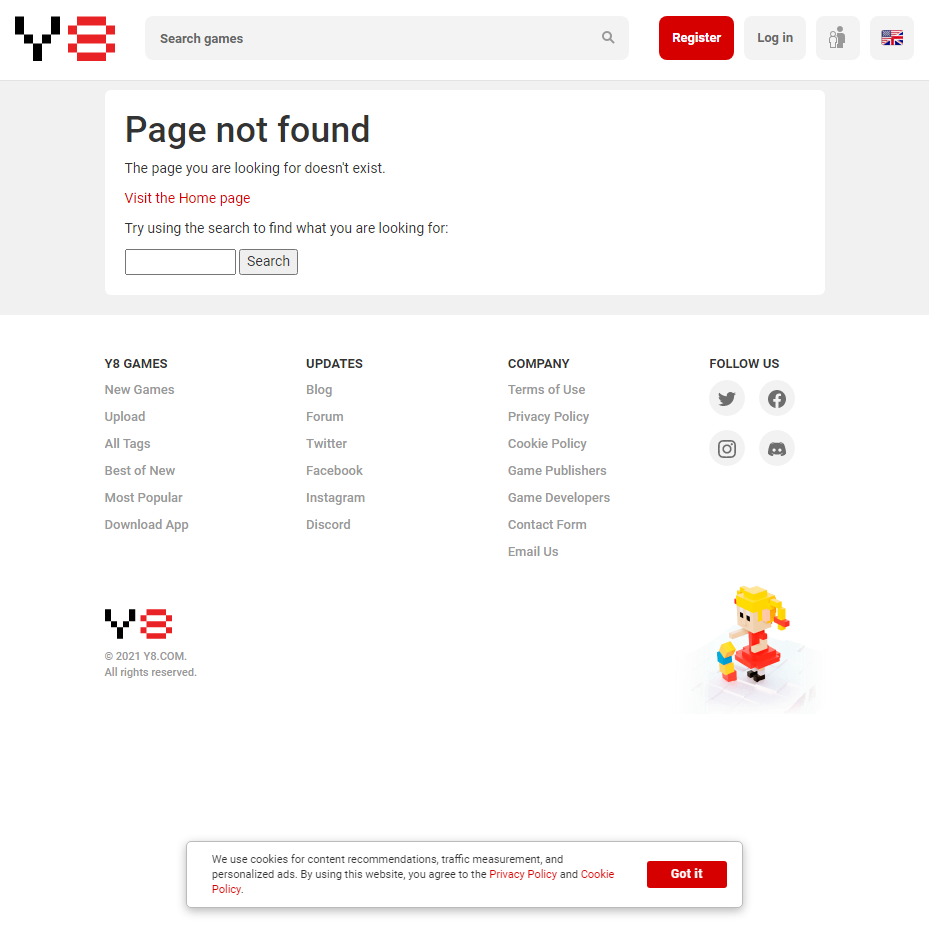 Y8
Search games
Register
Log in
Page not found
The page you are looking for doesn't exist.
Visit the Home page
Try using the search to find what you are looking for:
Search
Y8 GAMES
New Games
Upload
All Tags
Best of New
Most Popular
Download App
UPDATES
Blog
Forum
Twitter
Facebook
Instagram
Discord
COMPANY
Terms of Use
Privacy Policy
Cookie Policy
Game Publishers
Game Developers
Contact Form
Email Us
FOLLOW US
Y8
© 2021 Y8.COM.
All rights reserved.
We use cookies for content recommendations, traffic measurement, and
personalized ads. By using this website, you agree to the Privacy Policy and Cookie
Policy.
Got it